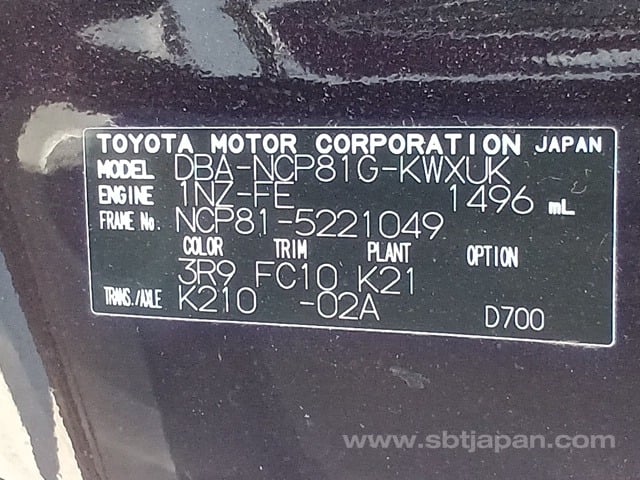 TOYOTA MOTOR CORPORATION JAPAN
MODEL DBA-NCP81G-KWXUK
ENGINE 1NZ-FE 1496 mL
FRAME No. NCP81-5221049
COLOR TRIM PLANT OPTION
3R9 FC10 K21
TRANS./AXLE K210 -02A D700
www.sbtjapan.com